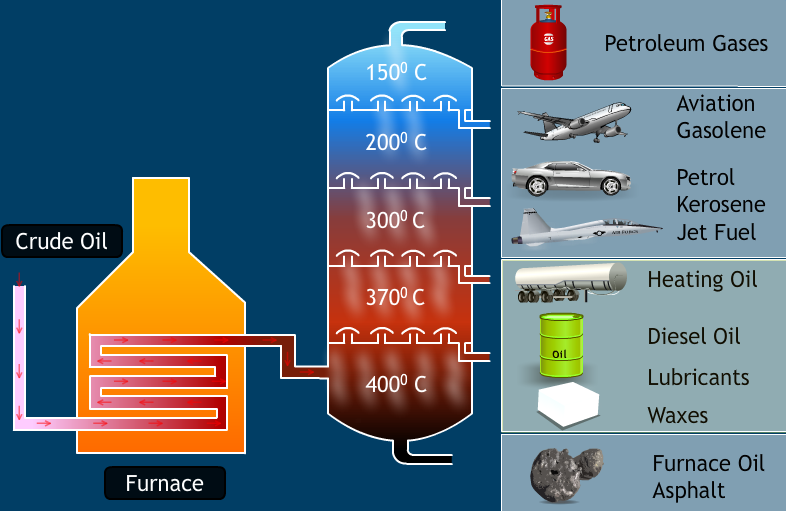 Crude Oil
Furnace
150⁰ C
200⁰ C
300⁰ C
370⁰ C
400⁰ C
GAS
Petroleum Gases
Aviation
Gasolene
Petrol
Kerosene
Jet Fuel
Heating Oil
Oil
Diesel Oil
Lubricants
Waxes
Furnace Oil
Asphalt